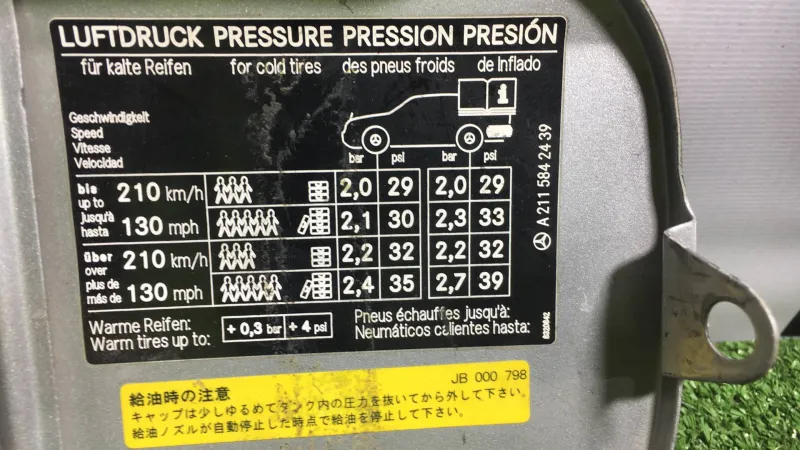 LUFTDRUCK PRESSURE PRESSION PRESIÓN
für kalte Reifen for cold tires des pneus froids de Inflado
Geschwindigkeit
Speed
Vitesse
Velocidad
bar psi bar psi
bis
up to
jusqu'à
hasta
210 km/h
130 mph
2,0 29 2,0 29
2,1 30 2,3 33
über
over
plus de
más de
210 km/h
130 mph
2,2 32 2,2 32
2,4 35 2,7 39
Warme Reifen:
Warm tires up to:
+ 0,3 bar + 4 psi
Pneus échauffes jusqu'à:
Neumáticos calientes hasta:
A 211 584 24 39
JB 000 798
給油時の注意
キャップは少しゆるめてタンク内の圧力を抜いてから外して下さい。
給油ノズルが自動停止した時点で給油を停止して下さい。